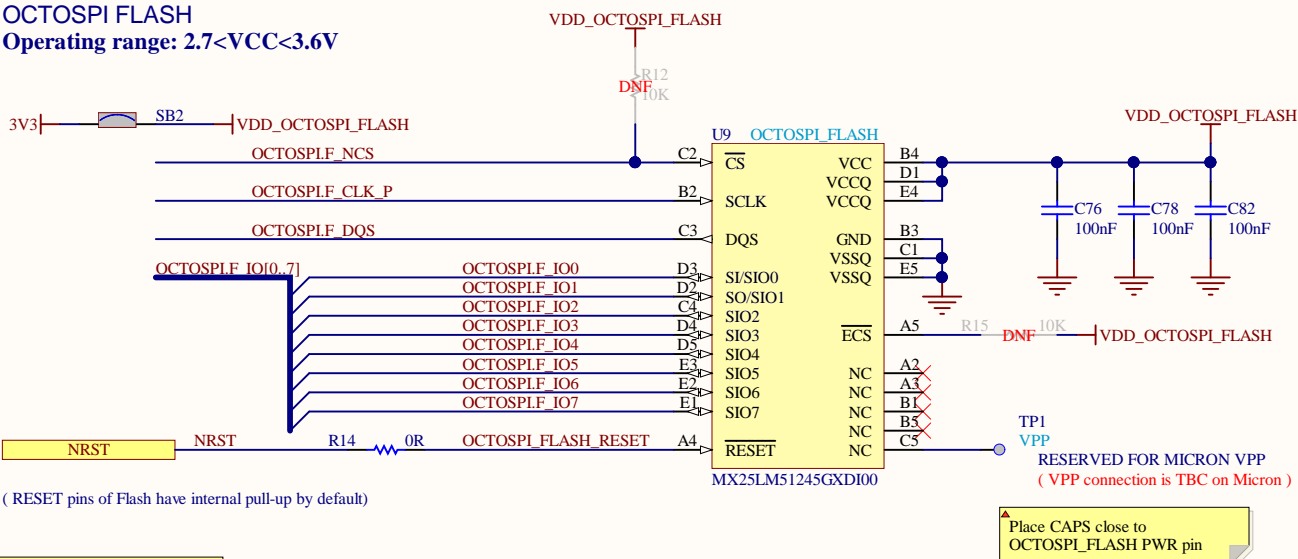 OCTOSPI FLASH
Operating range: 2.7<VCC<3.6V
VDD_OCTOSPI_FLASH
R12
DNF
10K
3V3
SB2
VDD_OCTOSPI_FLASH
VDD_OCTOSPI_FLASH
U9 OCTOSPI_FLASH
OCTOSPI.F_NCS C2 CS VCC B4
D1 VCCQ
OCTOSPI.F_CLK_P B2 SCLK VCCQ E4
C76 100nF
C78 100nF
C82 100nF
OCTOSPI.F_DQS C3 DQS GND B3
VSSQ C1
VSSQ E5
OCTOSPI.F_IO[0..7]
OCTOSPI.F_IO0 D3 SI/SIO0
OCTOSPI.F_IO1 D2 SO/SIO1
OCTOSPI.F_IO2 C4 SIO2
OCTOSPI.F_IO3 D4 SIO3
ECS A5 R15 DNF 10K VDD_OCTOSPI_FLASH
OCTOSPI.F_IO4 D5 SIO4
OCTOSPI.F_IO5 E3 SIO5 NC A2
OCTOSPI.F_IO6 E2 SIO6 NC A3
OCTOSPI.F_IO7 E1 SIO7 NC B1
NC B5
NRST NRST R14 0R OCTOSPI_FLASH_RESET A4 RESET NC C5
TP1
VPP
RESERVED FOR MICRON VPP
( VPP connection is TBC on Micron )
MX25LM51245GXDI00
( RESET pins of Flash have internal pull-up by default)
Place CAPS close to
OCTOSPI_FLASH PWR pin